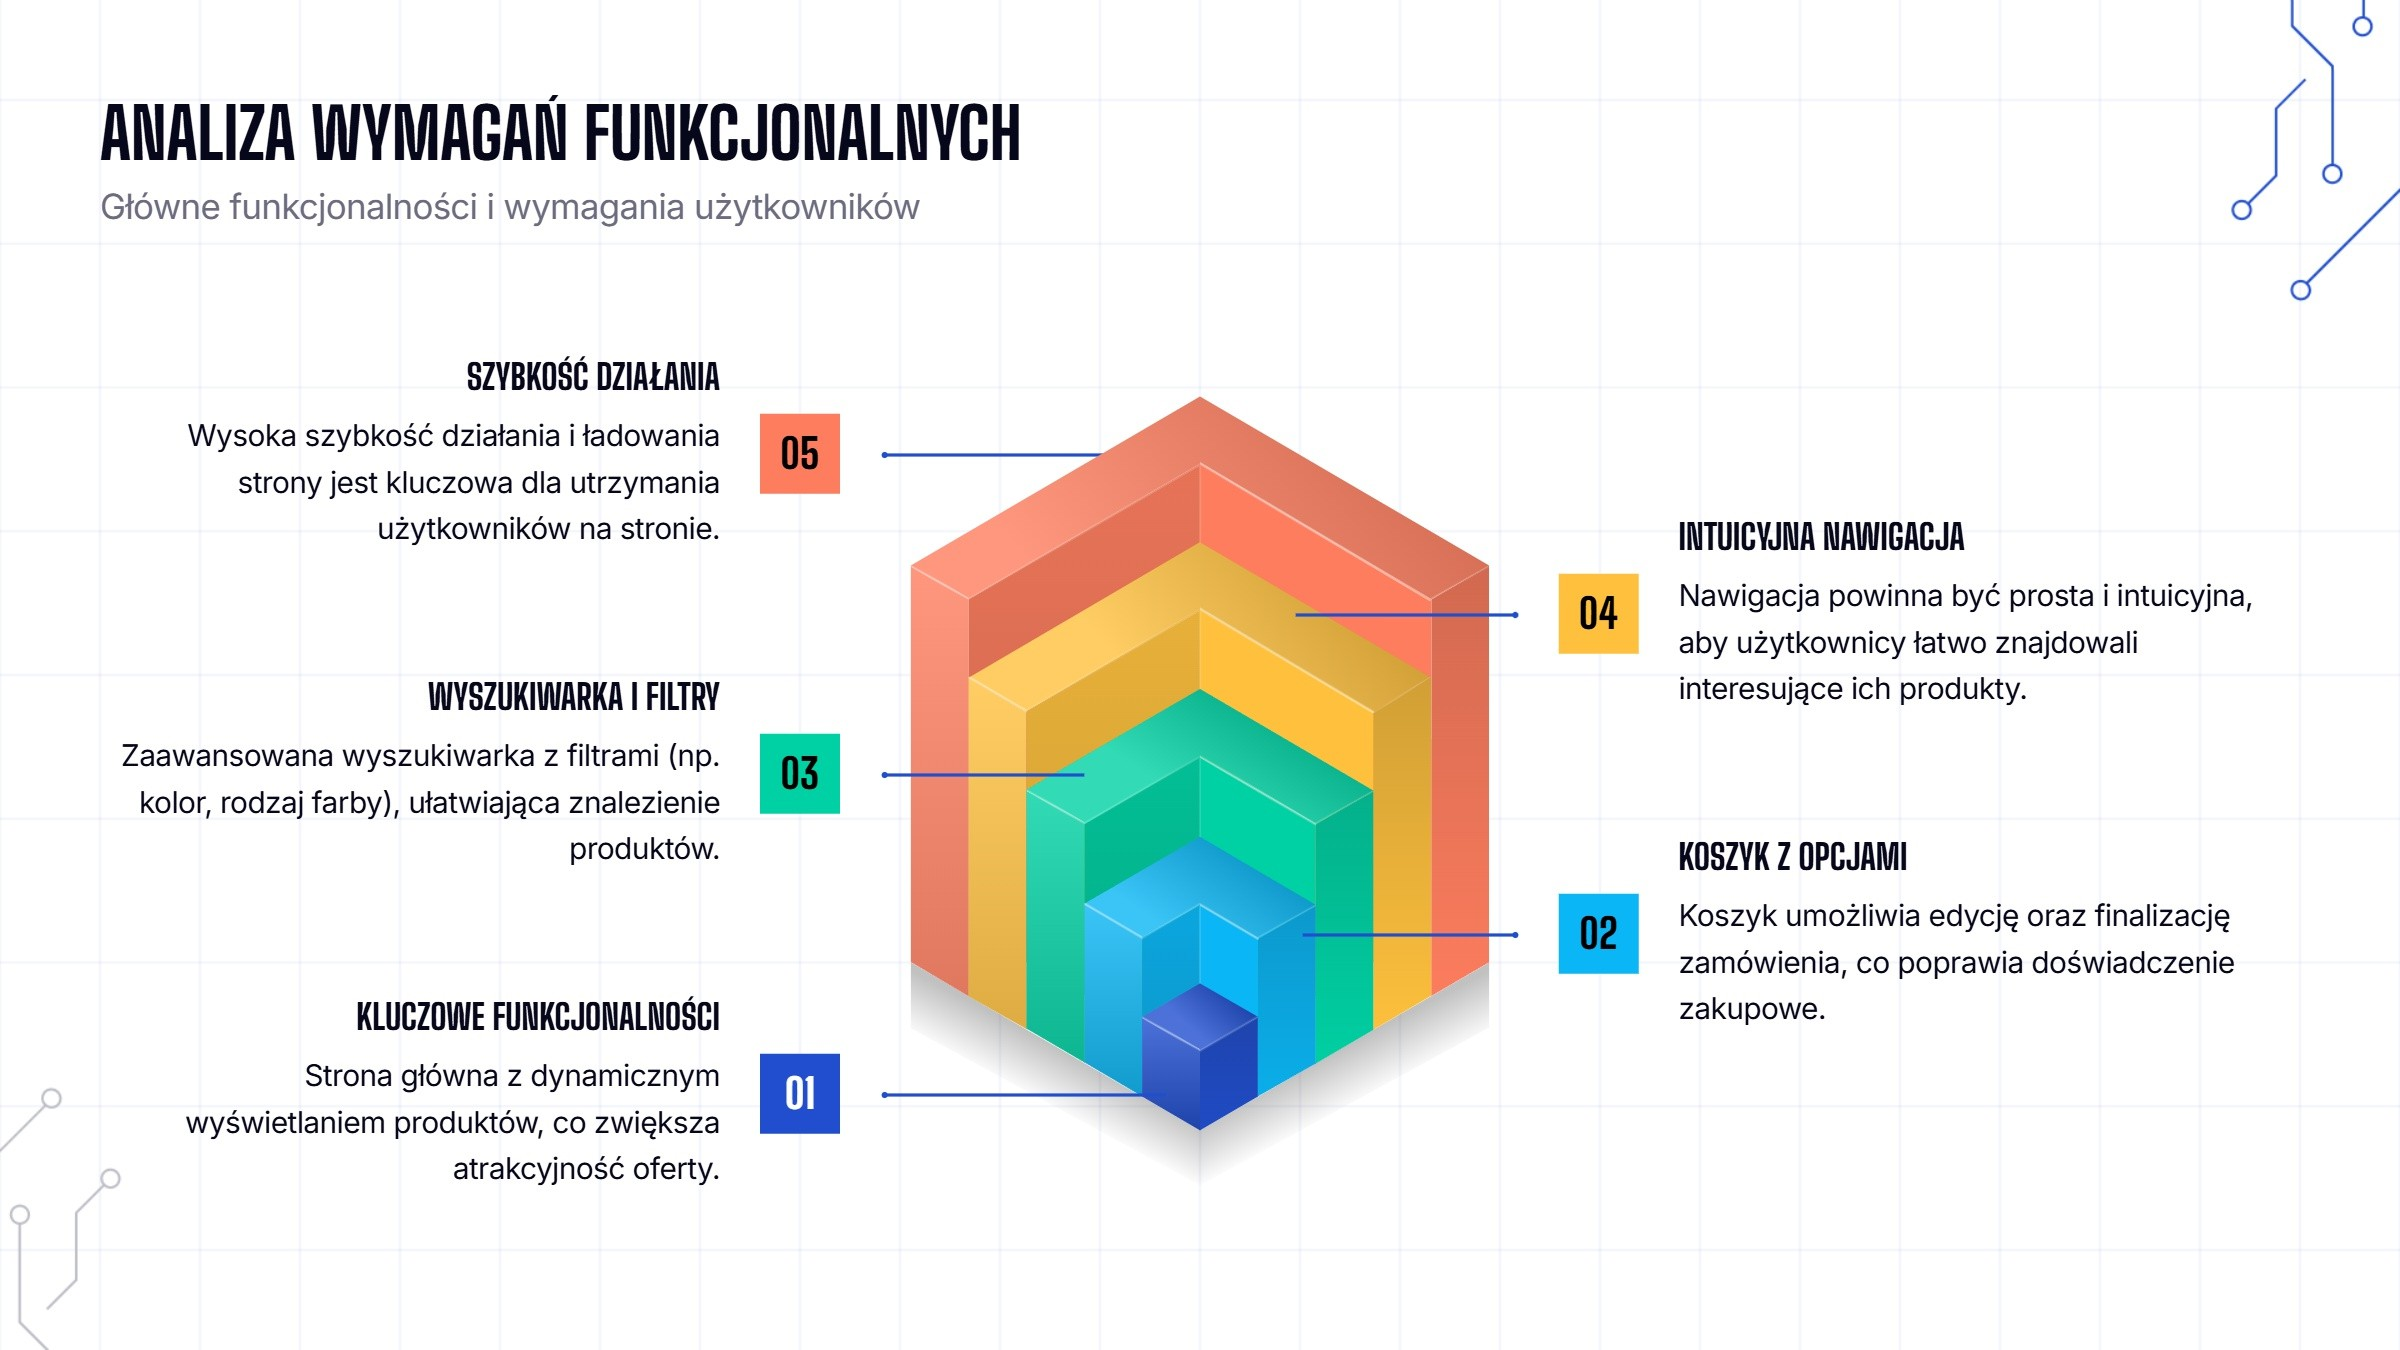 ANALIZA WYMAGAŃ FUNKCJONALNYCH
Główne funkcjonalności i wymagania użytkowników
SZYBKOŚĆ DZIAŁANIA
Wysoka szybkość działania i ładowania
strony jest kluczowa dla utrzymania
użytkowników na stronie.
05
INTUICYJNA NAWIGACJA
04
Nawigacja powinna być prosta i intuicyjna,
aby użytkownicy łatwo znajdowali
interesujące ich produkty.
WYSZUKIWARKA I FILTRY
Zaawansowana wyszukiwarka z filtrami (np.
kolor, rodzaj farby), ułatwiająca znalezienie
produktów.
03
KOSZYK Z OPCJAMI
02
Koszyk umożliwia edycję oraz finalizację
zamówienia, co poprawia doświadczenie
zakupowe.
KLUCZOWE FUNKCJONALNOŚCI
Strona główna z dynamicznym
wyświetlaniem produktów, co zwiększa
atrakcyjność oferty.
01